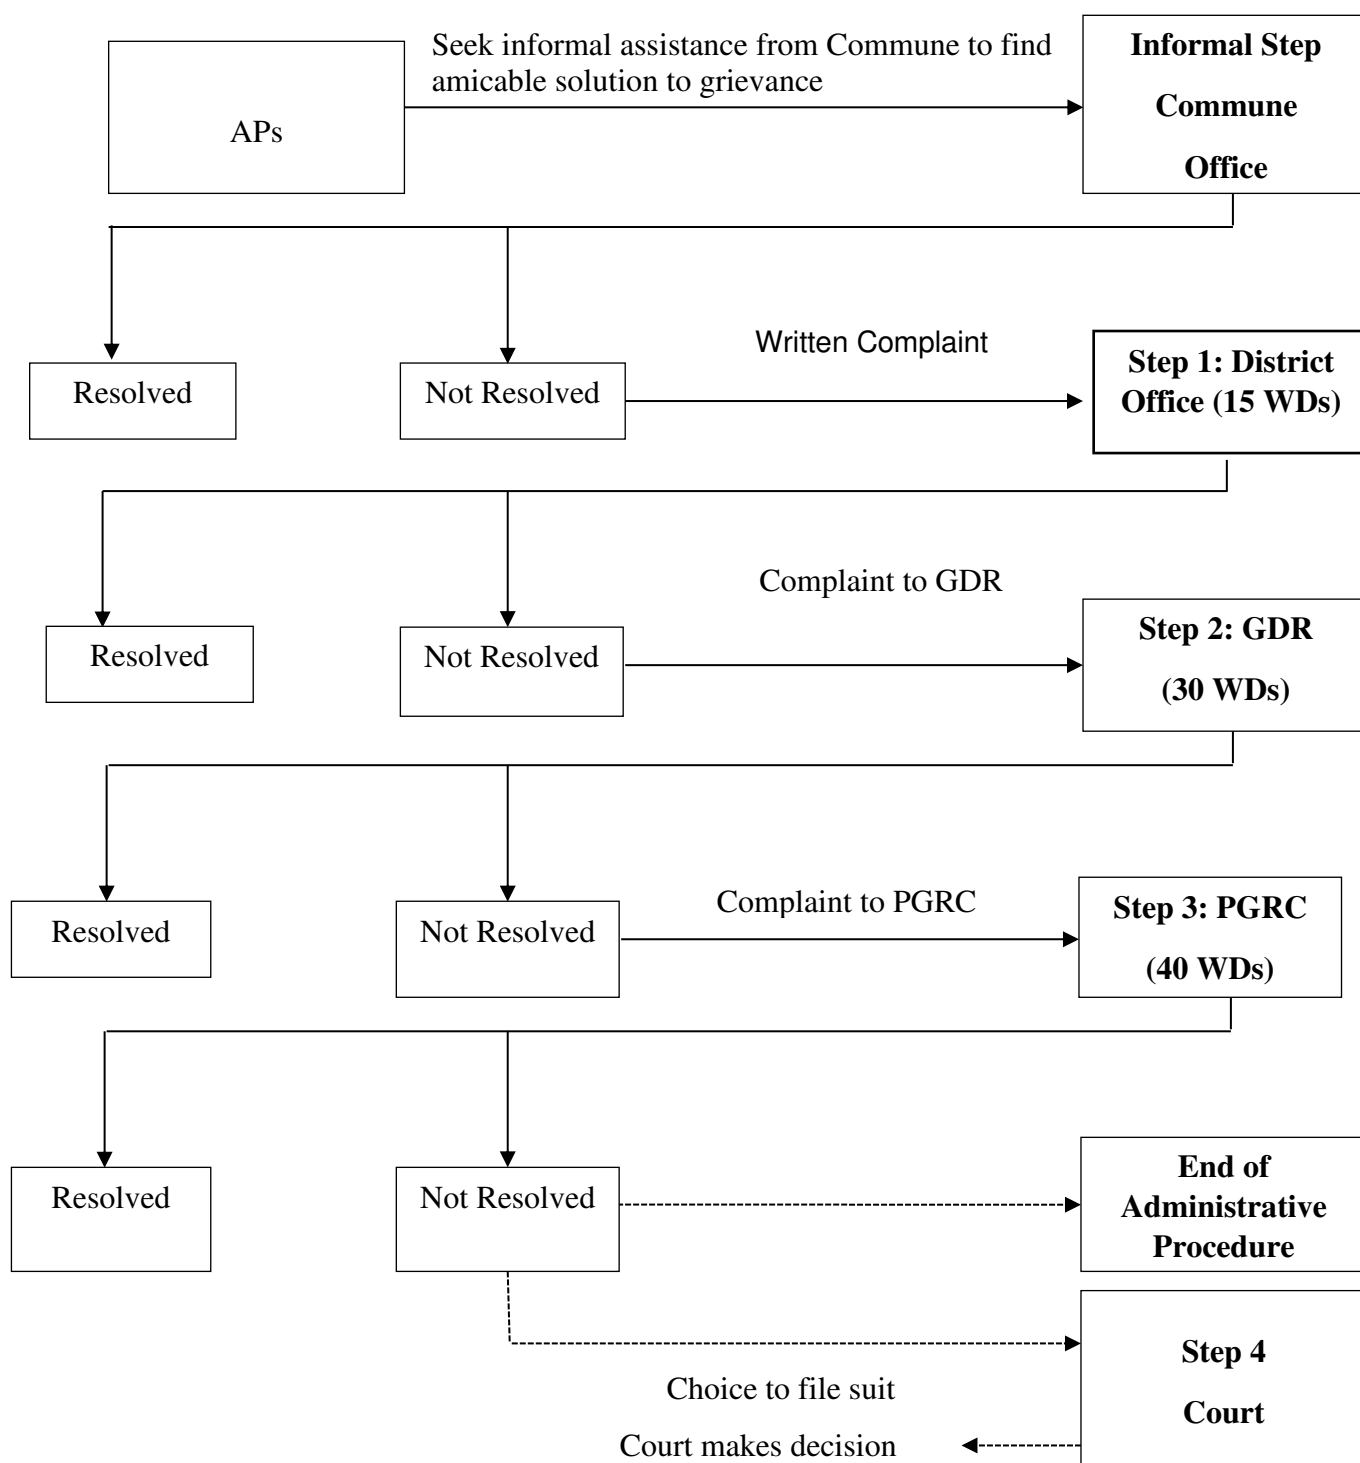 Seek informal assistance from Commune to find
amicable solution to grievance
APs
Informal Step
Commune
Office
Resolved
Not Resolved
Written Complaint
Step 1: District
Office (15 WDs)
Complaint to GDR
Resolved
Not Resolved
Step 2: GDR
(30 WDs)
Resolved
Not Resolved
Complaint to PGRC
Step 3: PGRC
(40 WDs)
Resolved
Not Resolved
End of
Administrative
Procedure
Step 4
Court
Choice to file suit
Court makes decision